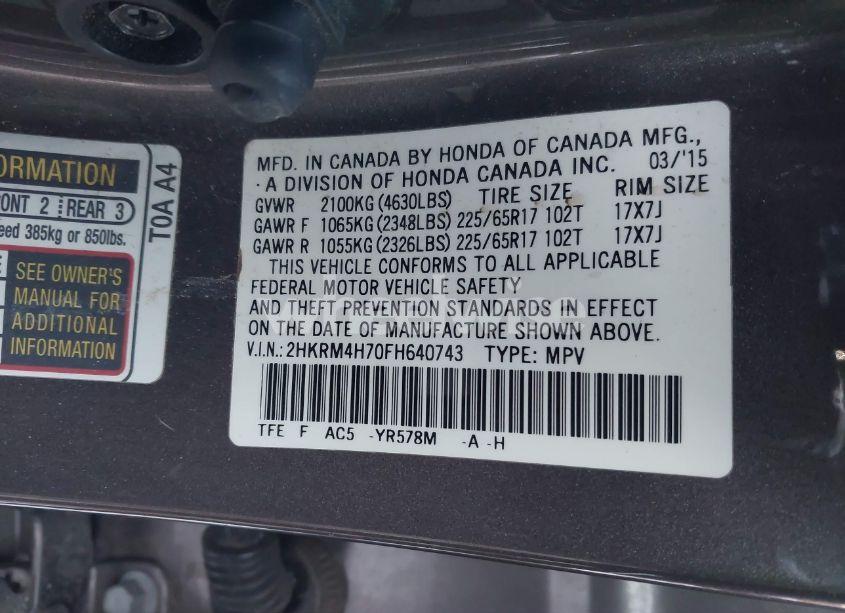 ORMATION
ONT 2 REAR 3
eed 385kg or 850lbs.
SEE OWNER'S
MANUAL FOR
ADDITIONAL
INFORMATION
T0A A4
MFD. IN CANADA BY HONDA OF CANADA MFG.,
A DIVISION OF HONDA CANADA INC. 03/'15
GVWR 2100KG (4630LBS) TIRE SIZE RIM SIZE
GAWR F 1065KG (2348LBS) 225/65R17 102T 17X7J
GAWR R 1055KG (2326LBS) 225/65R17 102T 17X7J
THIS VEHICLE CONFORMS TO ALL APPLICABLE
FEDERAL MOTOR VEHICLE SAFETY
AND THEFT PREVENTION STANDARDS IN EFFECT
ON THE DATE OF MANUFACTURE SHOWN ABOVE.
V.I.N.: 2HKRM4H70FH640743 TYPE: MPV
TFE F AC5 -YR578M -A -H